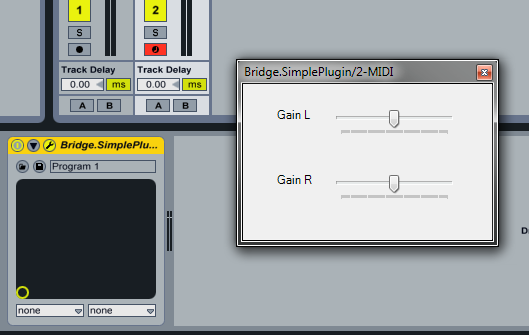 1 2
S S
Track Delay Track Delay
0.00 ms 0.00 ms
A B A B
Bridge.SimplePlugin/2-MIDI
Gain L
Gain R
Bridge.SimplePlu...
Program 1
none none
D